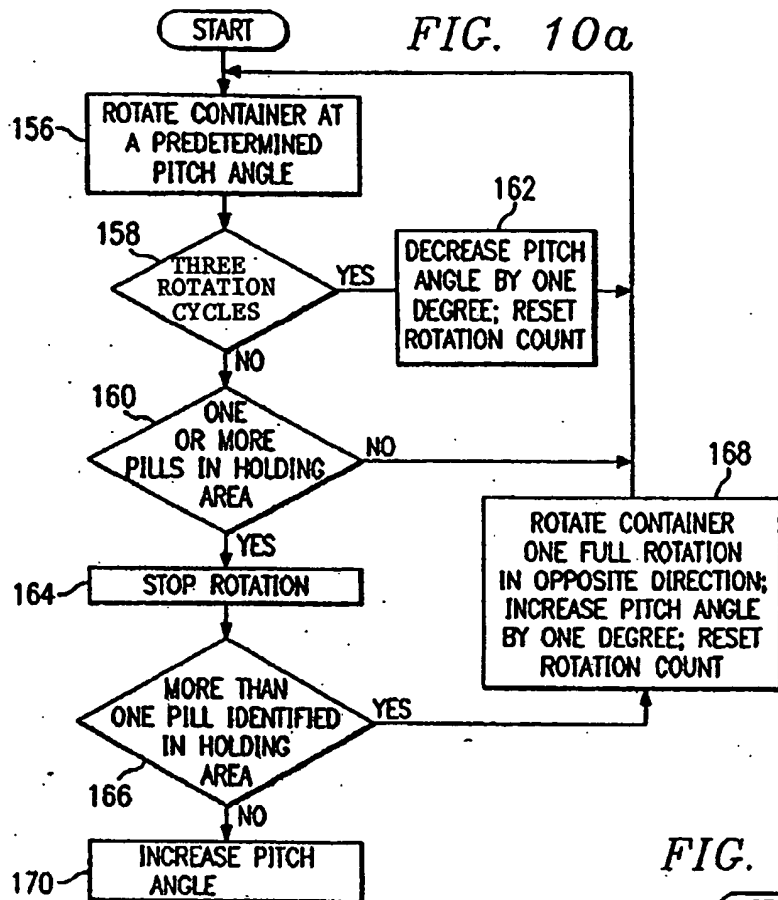 START
FIG. 10a
156
ROTATE CONTAINER AT
A PREDETERMINED
PITCH ANGLE
158
THREE
ROTATION
CYCLES
YES
162
DECREASE PITCH
ANGLE BY ONE
DEGREE; RESET
ROTATION COUNT
NO
160
ONE
OR MORE
PILLS IN HOLDING
AREA
NO
168
ROTATE CONTAINER
ONE FULL ROTATION
IN OPPOSITE DIRECTION;
INCREASE PITCH ANGLE
BY ONE DEGREE; RESET
ROTATION COUNT
YES
164
STOP ROTATION
MORE THAN
ONE PILL IDENTIFIED
IN HOLDING
AREA
YES
166
NO
170
INCREASE PITCH
ANGLE
FIG.